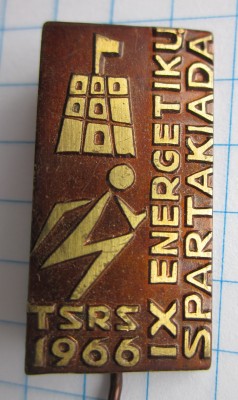 IX ENERGETIKŲ
SPARTAKIADA
TSRS
1966